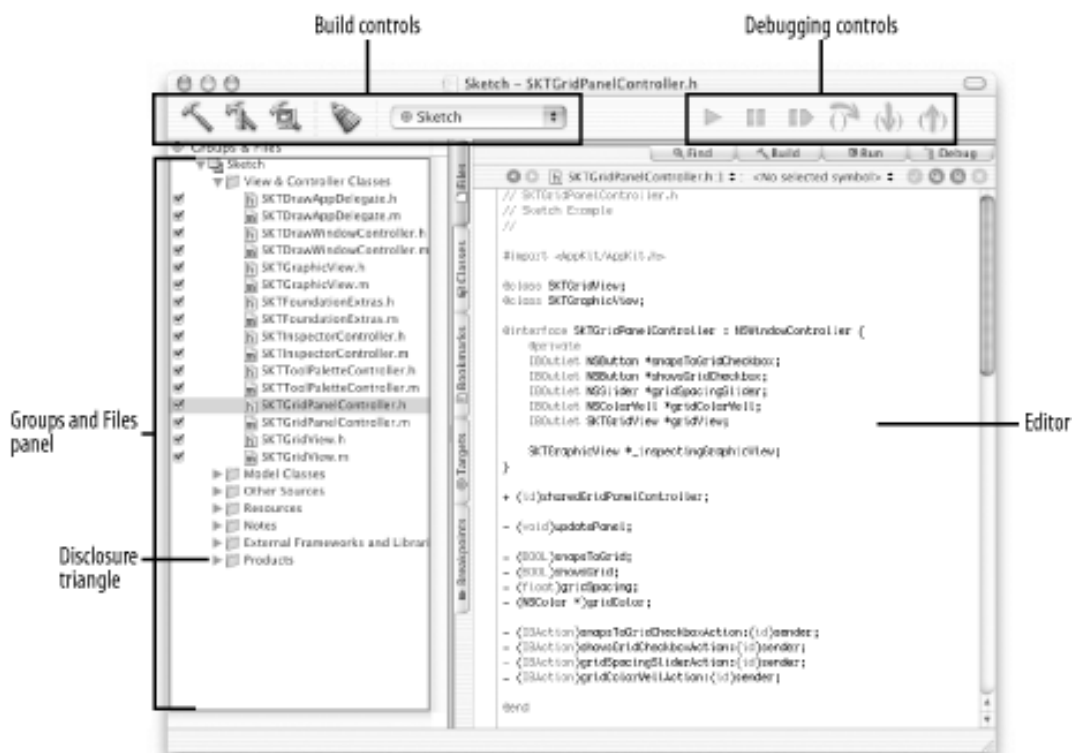 Build controls
Debugging controls
Sketch – SKTGridPanelController.h
Sketch
Groups & Files
Find
Build
Run
Debug
Sketch
View & Controller Classes
SKTDrawAppDelegate.h
SKTDrawAppDelegate.m
SKTDrawWindowController.h
SKTDrawWindowController.m
SKTGraphicView.h
SKTGraphicView.m
SKTFoundationExtras.h
SKTFoundationExtras.m
SKTInspectorController.h
SKTInspectorController.m
SKTToolPaletteController.h
SKTToolPaletteController.m
SKTGridPanelController.h
SKTGridPanelController.m
SKTGridView.h
SKTGridView.m
Model Classes
Other Sources
Resources
Notes
External Frameworks and Librari
Products
Groups and Files
panel
Disclosure
triangle
Files
Classes
Bookmarks
Targets
Breakpoints
SKTGridPanelController.h:1
<No selected symbol>
// SKTGridPanelController.h
// Sketch Example
//
#import <AppKit/AppKit.h>
@class SKTGridView;
@class SKTGraphicView;
@interface SKTGridPanelController : NSWindowController {
@private
IBOutlet NSButton *snapsToGridCheckbox;
IBOutlet NSButton *showsGridCheckbox;
IBOutlet NSSlider *gridSpacingSlider;
IBOutlet NSColorWell *gridColorWell;
IBOutlet SKTGridView *gridView;
SKTGraphicView *_inspectingGraphicView;
}
+ (id)sharedGridPanelController;
- (void)updatePanel;
- (BOOL)snapsToGrid;
- (BOOL)showsGrid;
- (float)gridSpacing;
- (NSColor *)gridColor;
- (IBAction)snapsToGridCheckboxAction:(id)sender;
- (IBAction)showsGridCheckboxAction:(id)sender;
- (IBAction)gridSpacingSliderAction:(id)sender;
- (IBAction)gridColorWellAction:(id)sender;
@end
Editor